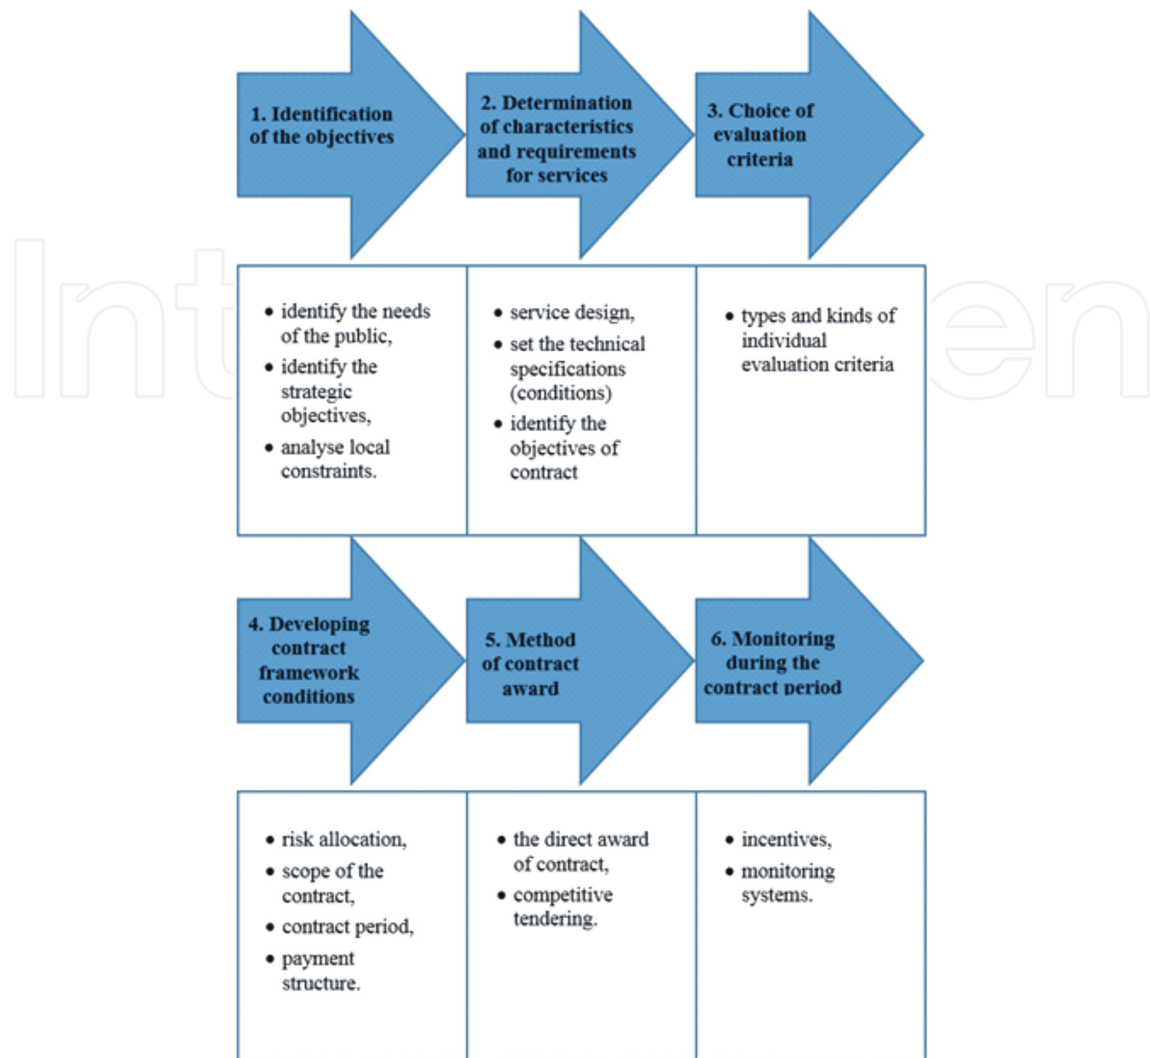 1. Identification
of the objectives
2. Determination
of characteristics
and requirements
for services
3. Choice of
evaluation
criteria
• identify the needs
of the public,
• identify the
strategic
objectives,
• analyse local
constraints.
• service design,
• set the technical
specifications
(conditions)
• identify the
objectives of
contract
• types and kinds of
individual
evaluation criteria
4. Developing
contract
framework
conditions
5. Method
of contract
award
6. Monitoring
during the
contract period
• risk allocation,
• scope of the
contract,
• contract period,
• payment
structure.
• the direct award
of contract,
• competitive
tendering.
• incentives,
• monitoring
systems.